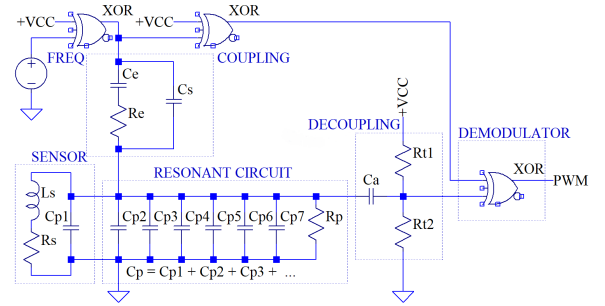 XOR
+VCC
+VCC
XOR
FREQ
COUPLING
Ce
Cs
Re
+VCC
DECOUPLING
Rt1
DEMODULATOR
SENSOR
RESONANT CIRCUIT
XOR
Ca
PWM
Ls
Cp1
Cp2
Cp3
Cp4
Cp5
Cp6
Cp7
Rp
Rt2
Rs
Cp = Cp1 + Cp2 + Cp3 + ...